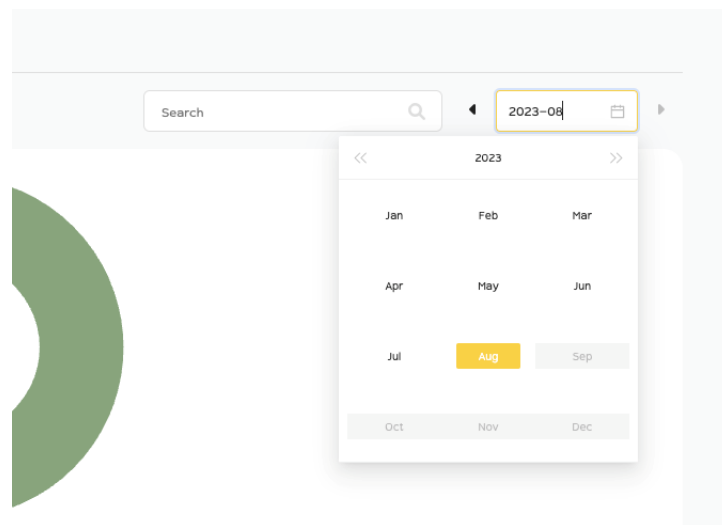 Search
2023-08
2023
Jan Feb Mar
Apr May Jun
Jul Aug Sep
Oct Nov Dec